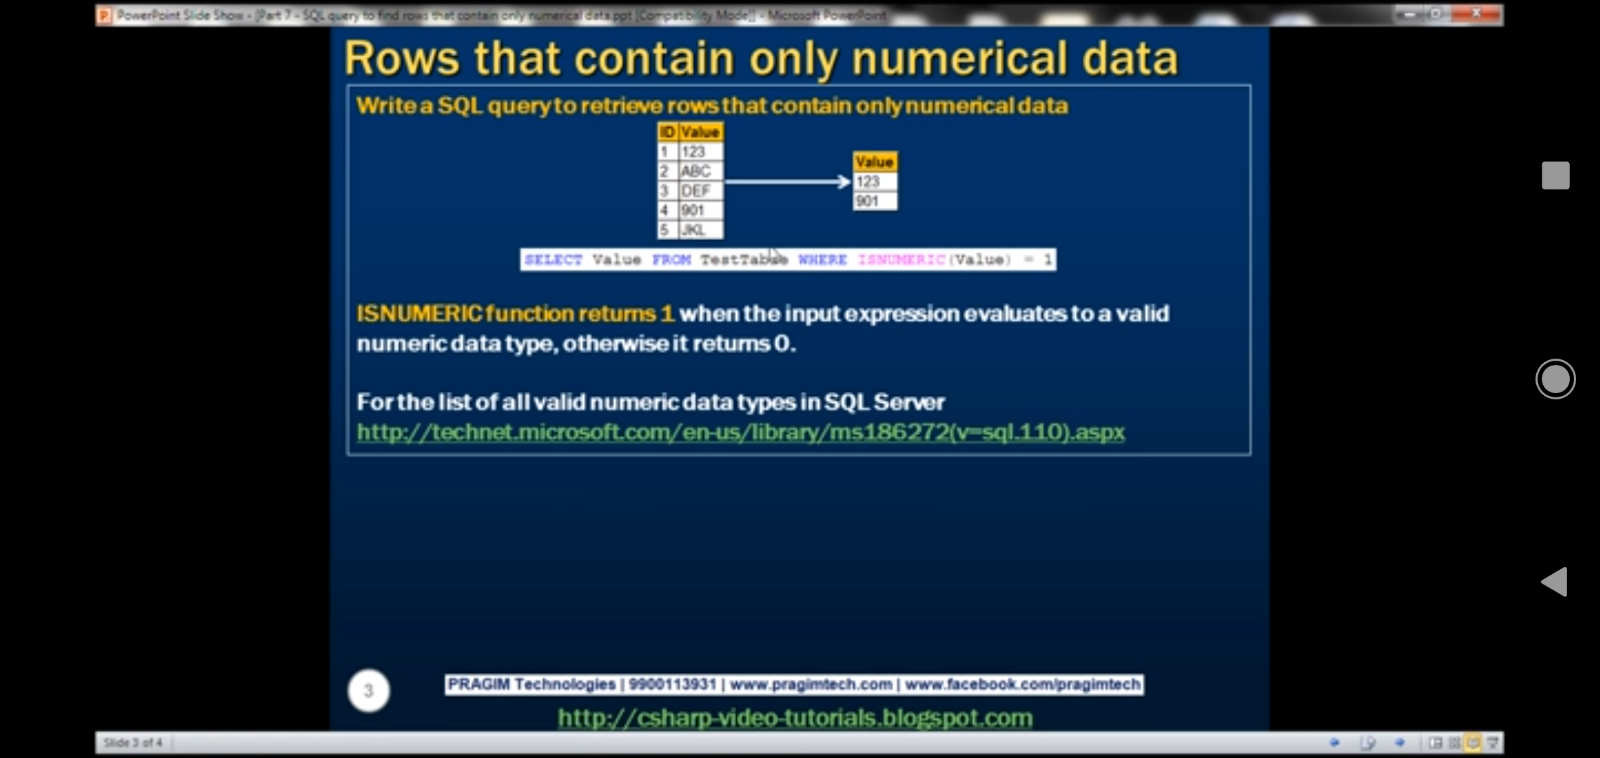 PowerPoint Slide Show - [Part 7 - SQL query to find rows that contain only numerical data.ppt [Compatibility Mode]] - Microsoft PowerPoint
Rows that contain only numerical data
Write a SQL query to retrieve rows that contain only numerical data
ID Value
1 123
2 ABC
3 DEF
4 901
5 JKL
Value
123
901
SELECT Value FROM TestTable WHERE ISNUMERIC(Value) = 1
ISNUMERIC function returns 1 when the input expression evaluates to a valid
numeric data type, otherwise it returns 0.
For the list of all valid numeric data types in SQL Server
http://technet.microsoft.com/en-us/library/ms186272(v=sql.110).aspx
3
PRAGIM Technologies | 9900113931 | www.pragimtech.com | www.facebook.com/pragimtech
http://csharp-video-tutorials.blogspot.com
Slide 3 of 4